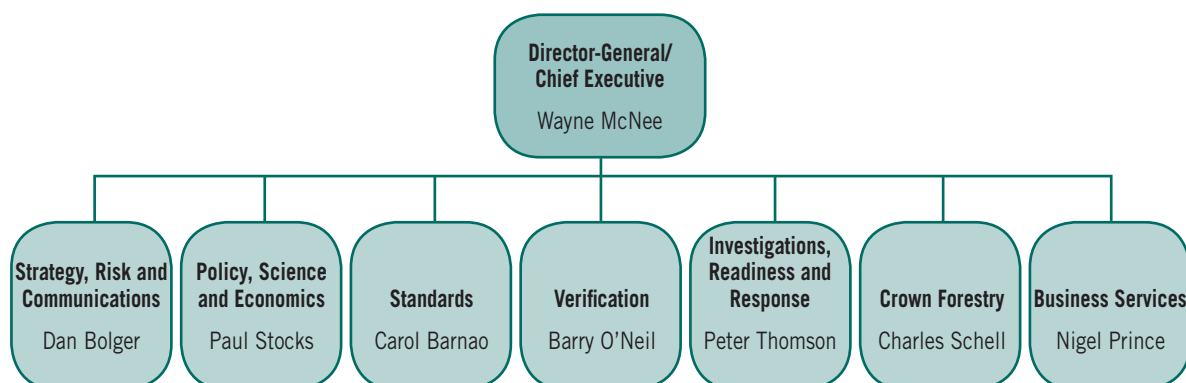 Director-General/
Chief Executive
Wayne McNee
Strategy, Risk and
Communications
Dan Bolger
Policy, Science
and Economics
Paul Stocks
Standards
Carol Barnao
Verification
Barry O’Neil
Investigations,
Readiness and
Response
Peter Thomson
Crown Forestry
Charles Schell
Business Services
Nigel Prince